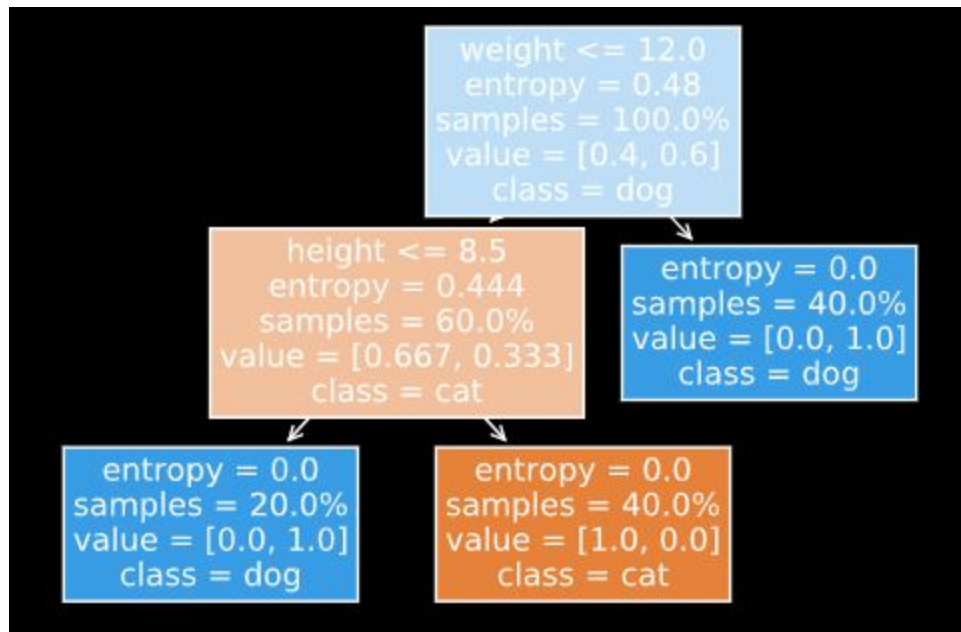 weight <= 12.0
entropy = 0.48
samples = 100.0%
value = [0.4, 0.6]
class = dog
height <= 8.5
entropy = 0.444
samples = 60.0%
value = [0.667, 0.333]
class = cat
entropy = 0.0
samples = 40.0%
value = [0.0, 1.0]
class = dog
entropy = 0.0
samples = 20.0%
value = [0.0, 1.0]
class = dog
entropy = 0.0
samples = 40.0%
value = [1.0, 0.0]
class = cat